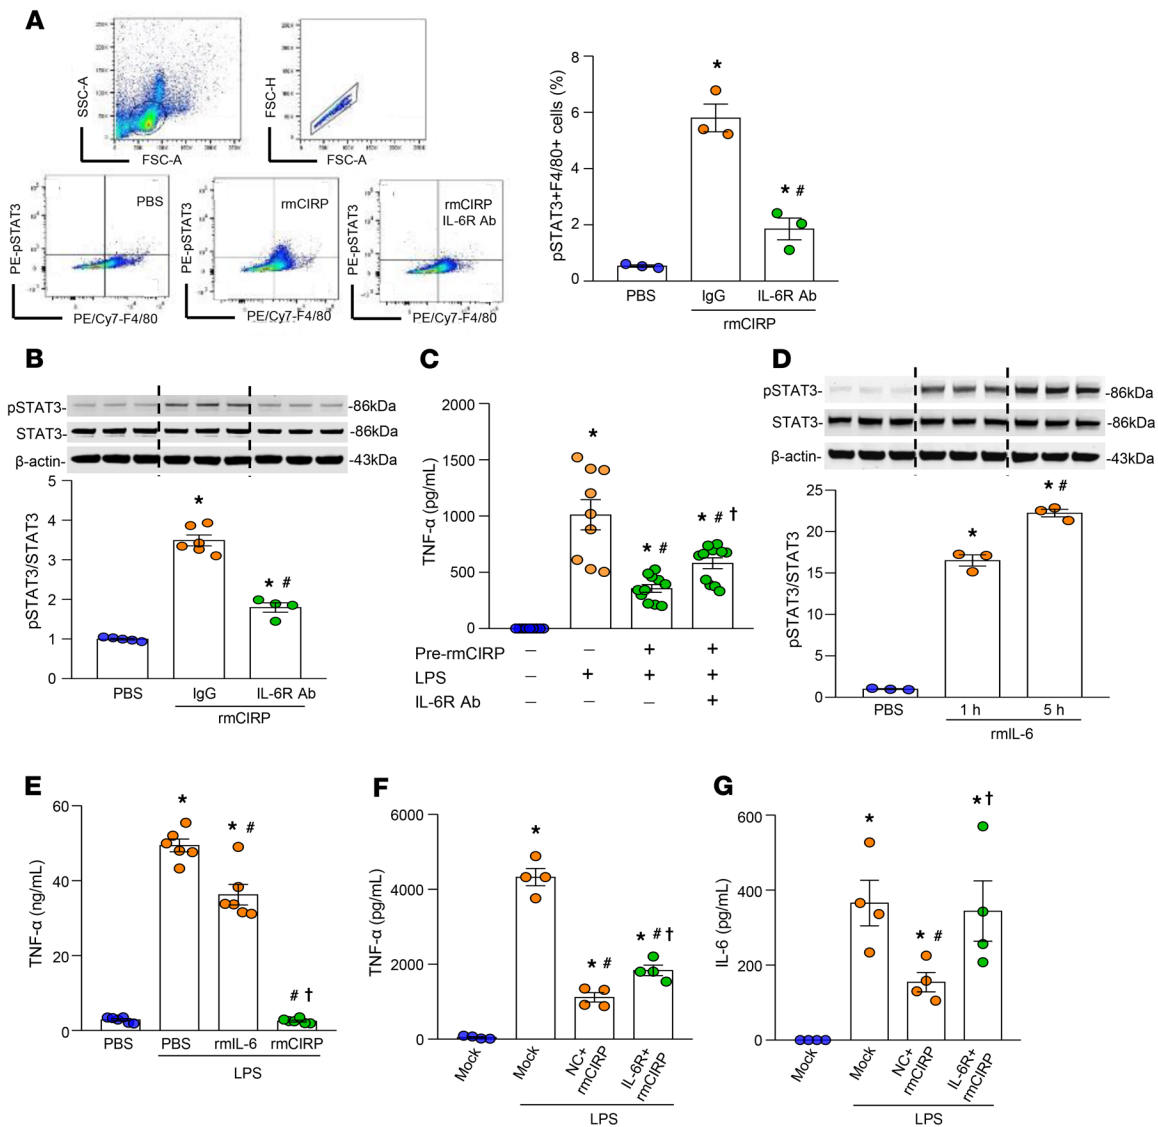 A
SSC-A
FSC-A
FSC-H
FSC-A
PE-pSTAT3
PBS
PE/Cy7-F4/80
PE-pSTAT3
rmCIRP
PE/Cy7-F4/80
PE-pSTAT3
rmCIRP
IL-6R Ab
PE/Cy7-F4/80
pSTAT3+F4/80+ cells (%)
8
6
4
2
0
*
* #
PBS
IgG
IL-6R Ab
rmCIRP
B
pSTAT3-
-86kDa
STAT3-
-86kDa
β-actin-
-43kDa
pSTAT3/STAT3
5
4
3
2
1
0
*
* #
PBS
IgG
IL-6R Ab
rmCIRP
C
TNF-α (pg/mL)
2000
1500
1000
500
0
*
* #
* # †
Pre-rmCIRP – – + +
LPS – + + +
IL-6R Ab – – – +
D
pSTAT3-
-86kDa
STAT3-
-86kDa
β-actin-
-43kDa
pSTAT3/STAT3
25
20
15
10
5
0
*
* #
PBS
1 h
5 h
rmIL-6
E
TNF-α (ng/mL)
60
40
20
0
*
* #
# †
PBS
PBS
rmIL-6
rmCIRP
LPS
F
TNF-α (pg/mL)
6000
4000
2000
0
*
* #
* # †
Mock
Mock
NC+
rmCIRP
IL-6R+
rmCIRP
LPS
G
IL-6 (pg/mL)
600
400
200
0
*
* #
* †
Mock
Mock
NC+
rmCIRP
IL-6R+
rmCIRP
LPS